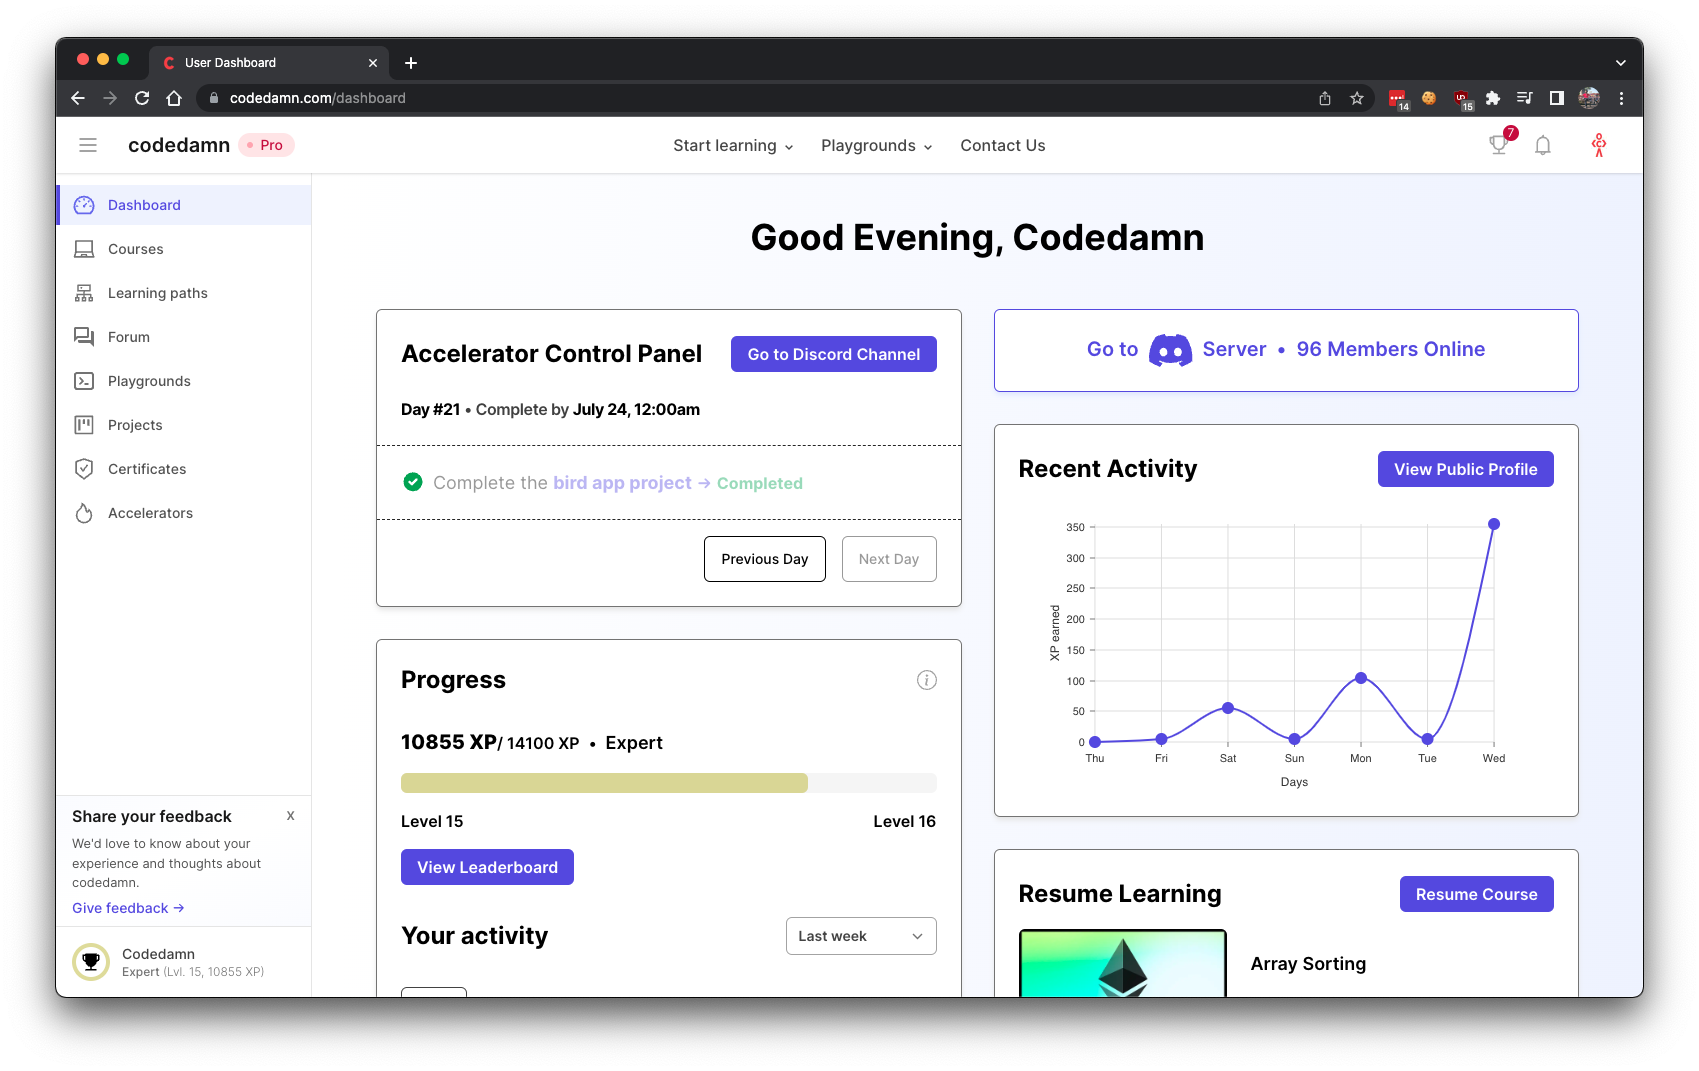 User Dashboard
codedamn.com/dashboard
14
UD
15
codedamn
Pro
Start learning
Playgrounds
Contact Us
7
Dashboard
Courses
Learning paths
Forum
Playgrounds
Projects
Certificates
Accelerators
Share your feedback
X
We'd love to know about your
experience and thoughts about
codedamn.
Give feedback →
Codedamn
Expert (Lvl. 15, 10855 XP)
Good Evening, Codedamn
Accelerator Control Panel
Go to Discord Channel
Day #21 • Complete by July 24, 12:00am
Complete the bird app project → Completed
Previous Day
Next Day
Progress
10855 XP/ 14100 XP • Expert
Level 15
Level 16
View Leaderboard
Your activity
Last week
Go to Server • 96 Members Online
Recent Activity
View Public Profile
XP earned
350
300
250
200
150
100
50
0
Thu
Fri
Sat
Sun
Mon
Tue
Wed
Days
Resume Learning
Resume Course
Array Sorting